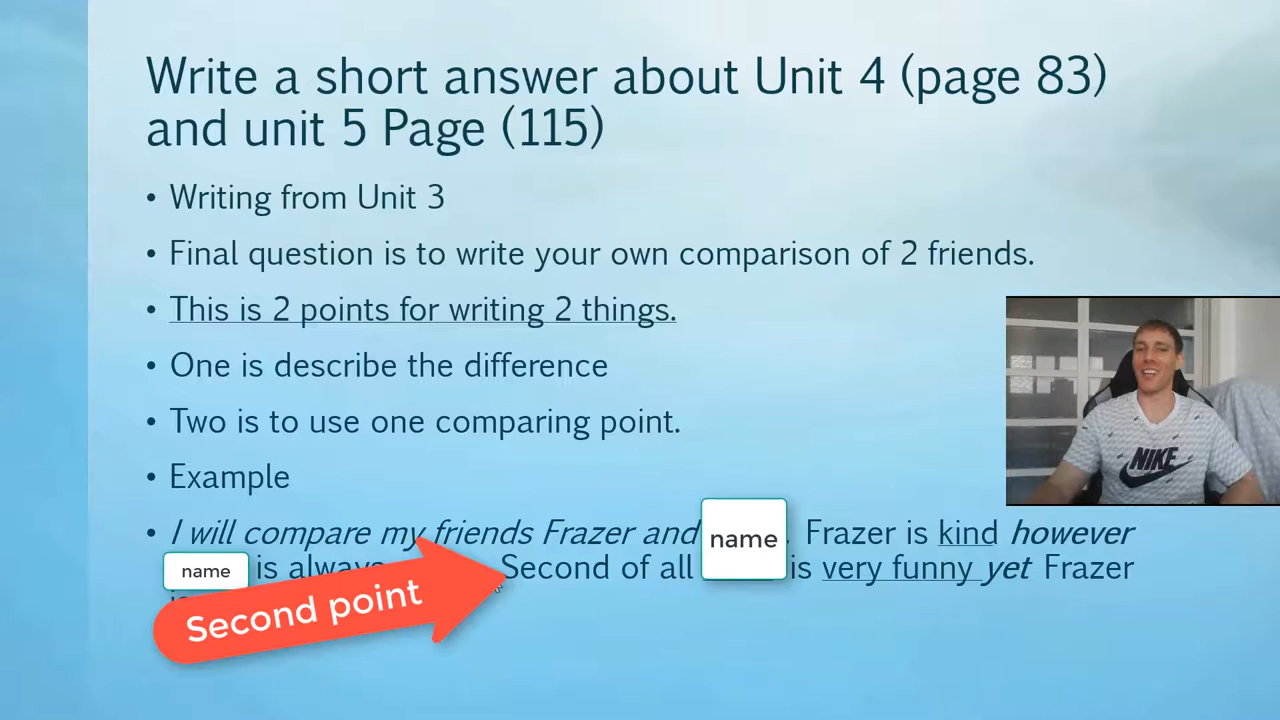 Write a short answer about Unit 4 (page 83)
and unit 5 Page (115)
• Writing from Unit 3
• Final question is to write your own comparison of 2 friends.
• This is 2 points for writing 2 things.
• One is describe the difference
• Two is to use one comparing point.
• Example
• I will compare my friends Frazer and name Frazer is kind however
name is always Second of all is very funny yet Frazer
Second point
NIKE